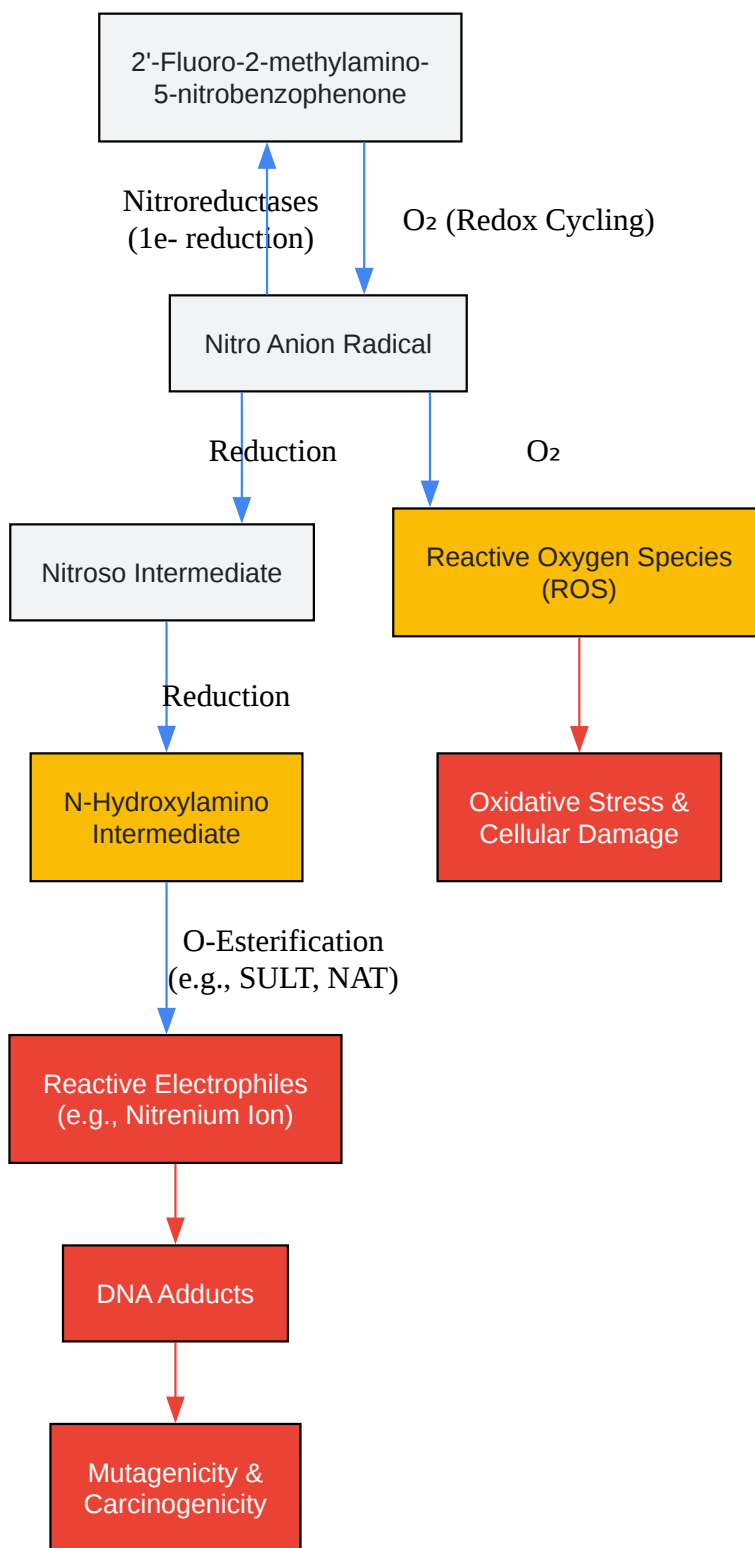 2'-Fluoro-2-methylamino-
5-nitrobenzophenone
Nitroreductases
(1e- reduction)
O₂ (Redox Cycling)
Nitro Anion Radical
Reduction
O₂
Nitroso Intermediate
Reactive Oxygen Species
(ROS)
Reduction
N-Hydroxylamino
Intermediate
Oxidative Stress &
Cellular Damage
O-Esterification
(e.g., SULT, NAT)
Reactive Electrophiles
(e.g., Nitrenium Ion)
DNA Adducts
Mutagenicity &
Carcinogenicity